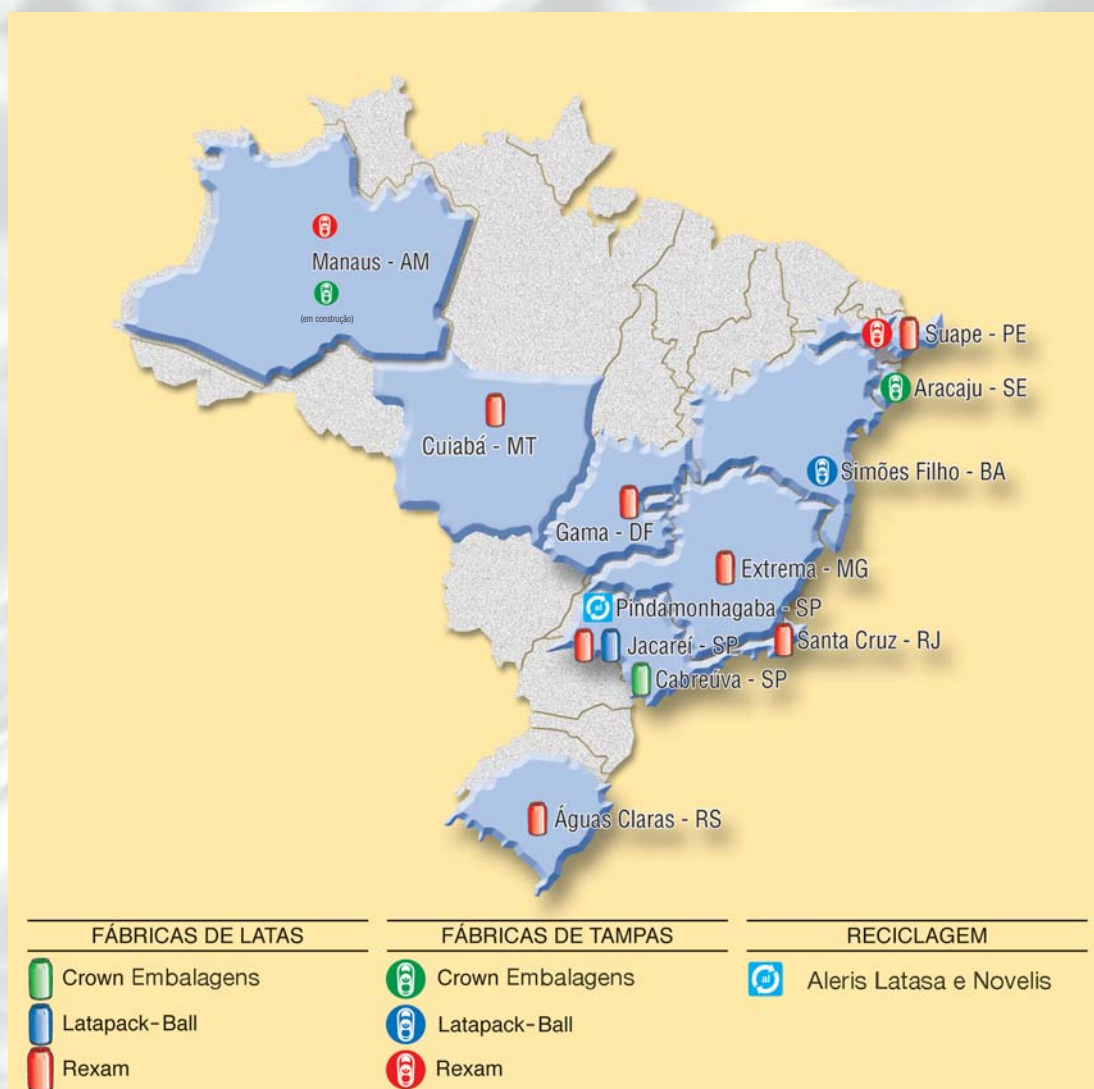 Manaus - AM
(em construção)
Suape - PE
Aracaju - SE
Cuiabá - MT
Simões Filho - BA
Gama - DF
Extrema - MG
Pindamonhagaba - SP
Jacareí - SP
Santa Cruz - RJ
Cabreúva - SP
Águas Claras - RS
FÁBRICAS DE LATAS
Crown Embalagens
Latapack-Ball
Rexam
FÁBRICAS DE TAMPAS
Crown Embalagens
Latapack-Ball
Rexam
RECICLAGEM
al
Aleris Latasa e Novelis